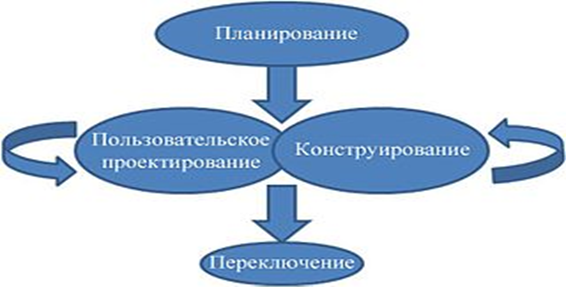 Планирование
Пользовательское
проектирование
Конструирование
Переключение